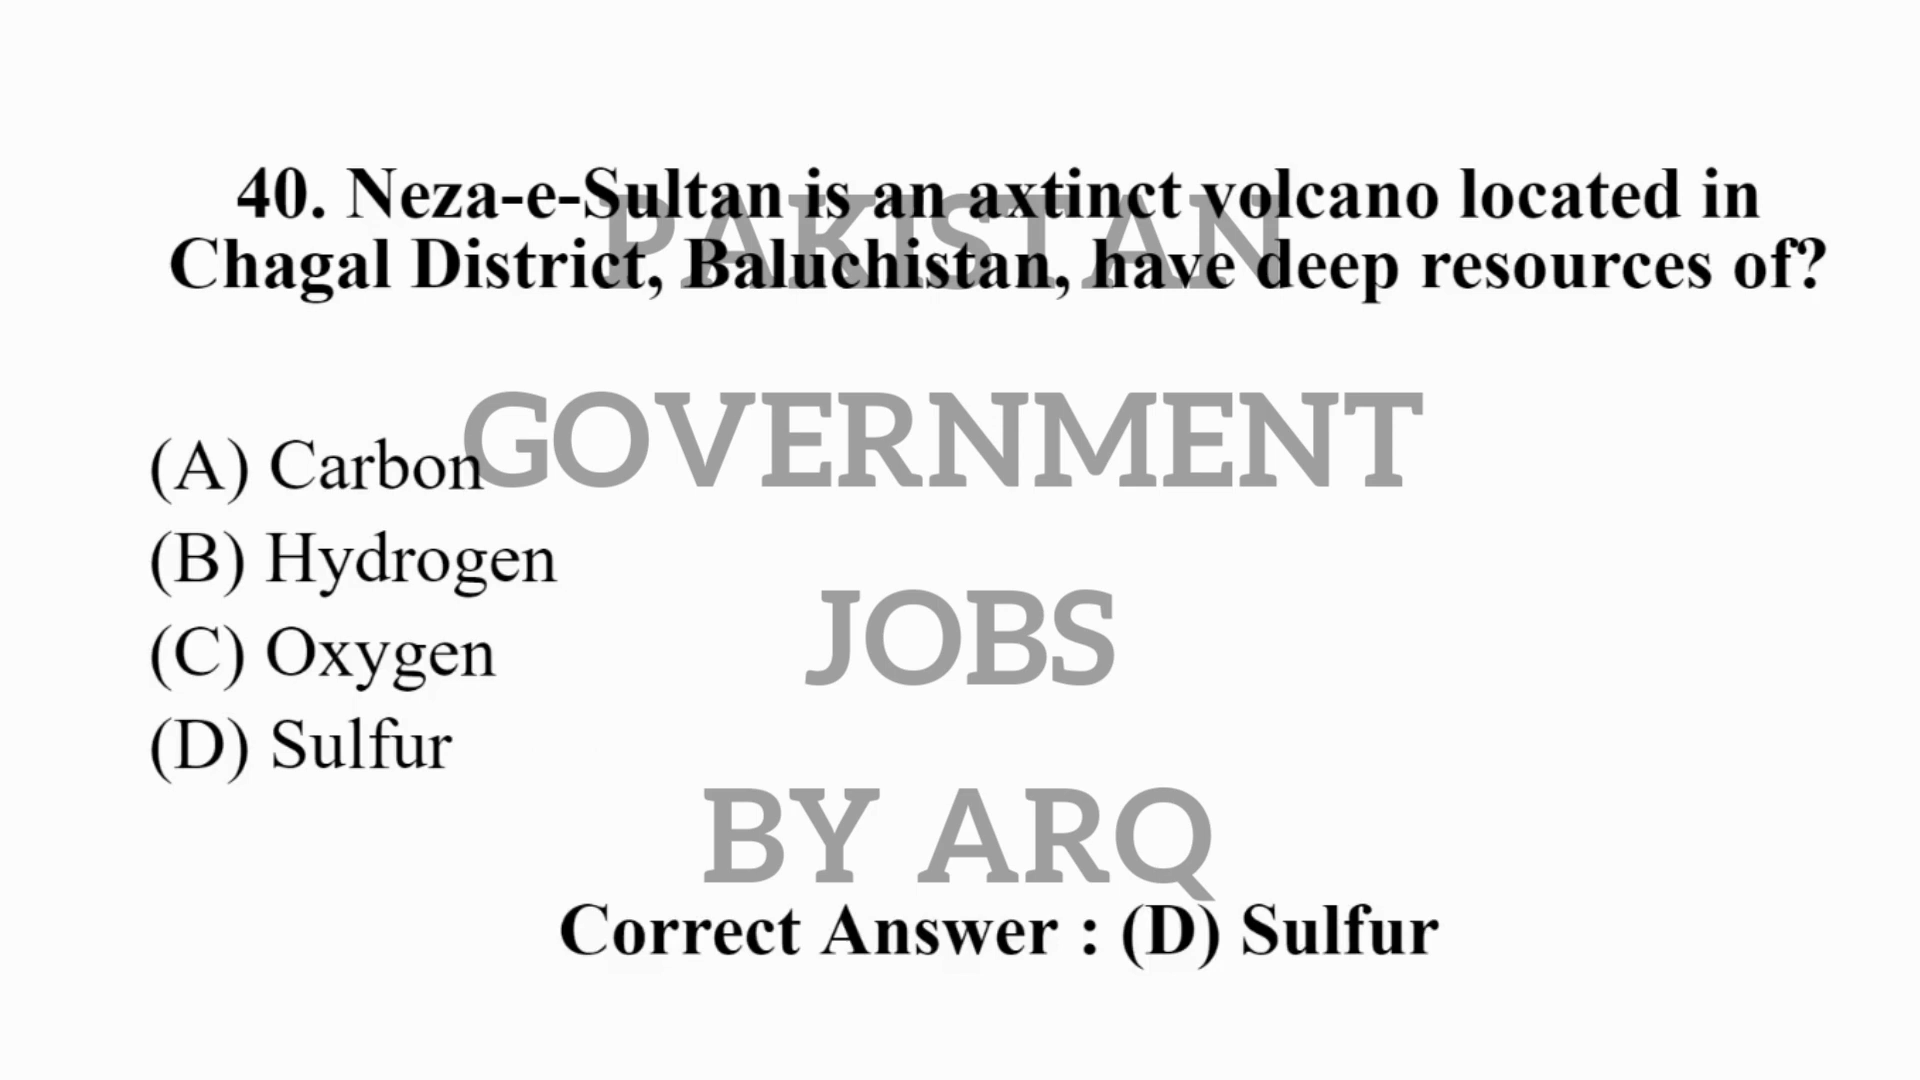 40. Neza-e-Sultan is an axtinct volcano located in
Chagal District, Baluchistan, have deep resources of?
PAKISTAN
GOVERNMENT
(A) Carbon
(B) Hydrogen
JOBS
(C) Oxygen
(D) Sulfur
BY ARQ
Correct Answer : (D) Sulfur